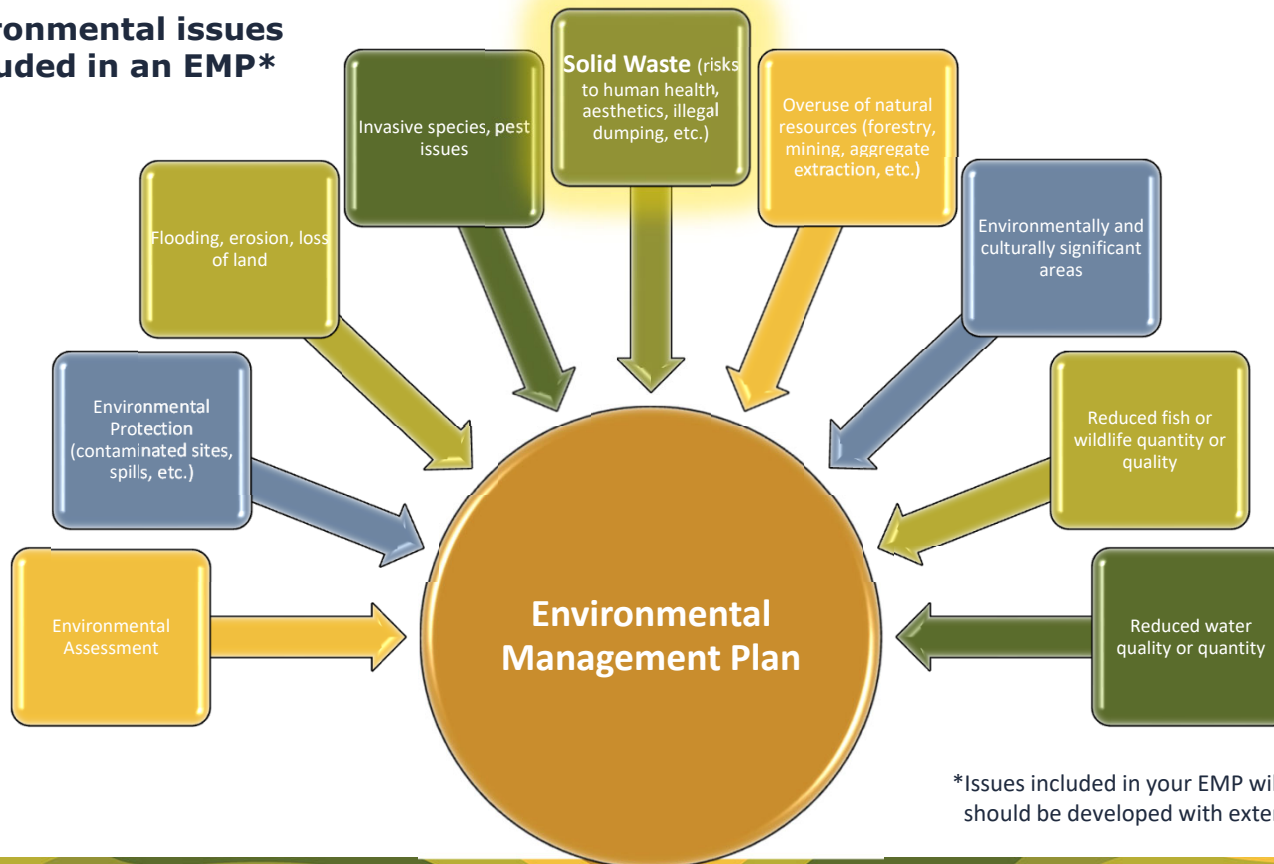 ronmental issues
uded in an EMP*
Solid Waste (risks
to human health,
aesthetics, illegal
dumping, etc.)
Invasive species, pest
issues
Overuse of natural
resources (forestry,
mining, aggregate
extraction, etc.)
Flooding, erosion, loss
of land
Environmentally and
culturally significant
areas
Environmental
Protection
(contaminated sites,
spills, etc.)
Reduced fish or
wildlife quantity or
quality
Environmental
Assessment
Environmental
Management Plan
Reduced water
quality or quantity
*Issues included in your EMP wil
should be developed with exter